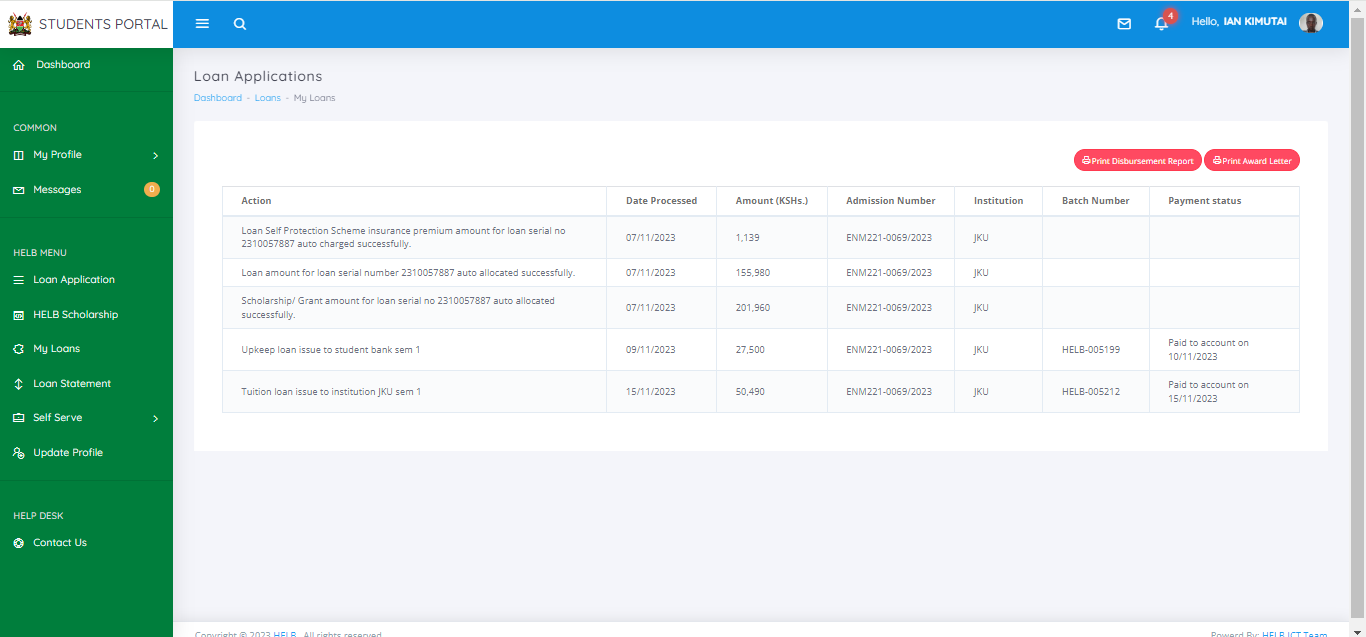 STUDENTS PORTAL
4
Hello, IAN KIMUTAI
Dashboard
COMMON
My Profile
Messages
0
HELB MENU
Loan Application
HELB Scholarship
My Loans
Loan Statement
Self Serve
Update Profile
HELP DESK
Contact Us
Loan Applications
Dashboard - Loans - My Loans
Print Disbursement Report Print Award Letter
Action Date Processed Amount (KSHs.) Admission Number Institution Batch Number Payment status
Loan Self Protection Scheme insurance premium amount for loan serial no
2310057887 auto charged successfully.
07/11/2023 1,139 ENM221-0069/2023 JKU
Loan amount for loan serial number 2310057887 auto allocated successfully. 07/11/2023 155,980 ENM221-0069/2023 JKU
Scholarship/ Grant amount for loan serial no 2310057887 auto allocated
successfully.
07/11/2023 201,960 ENM221-0069/2023 JKU
Upkeep loan issue to student bank sem 1 09/11/2023 27,500 ENM221-0069/2023 JKU HELB-005199 Paid to account on
10/11/2023
Tuition loan issue to institution JKU sem 1 15/11/2023 50,490 ENM221-0069/2023 JKU HELB-005212 Paid to account on
15/11/2023
Copyright © 2023 HELB . All rights reserved. Powerd By: HELB ICT Team